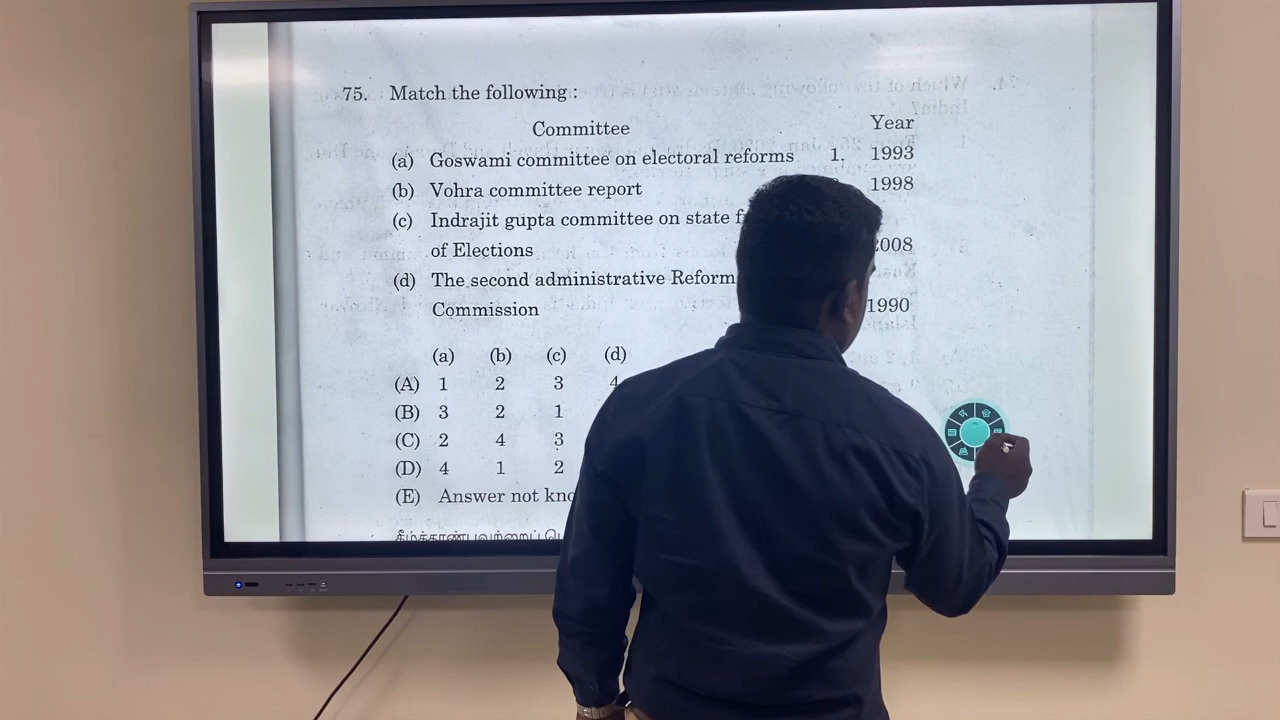 75. Match the following :
Committee Year
(a) Goswami committee on electoral reforms 1. 1993
(b) Vohra committee report 1998
(c) Indrajit gupta committee on state
of Elections 2008
(d) The second administrative Reform
Commission 1990
(a) (b) (c) (d)
(A) 1 2 3 4
(B) 3 2 1
(C) 2 4 3
(D) 4 1 2
(E) Answer not